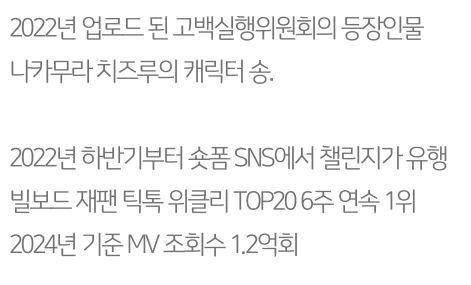 2022년 업로드 된 고백실행위원회의 등장인물
나카무라 치즈루의 캐릭터 송.
2022년 하반기부터 숏폼 SNS에서 챌린지가 유행
빌보드 재팬 틱톡 위클리 TOP20 6주 연속 1위
2024년 기준 MV 조회수 1.2억회